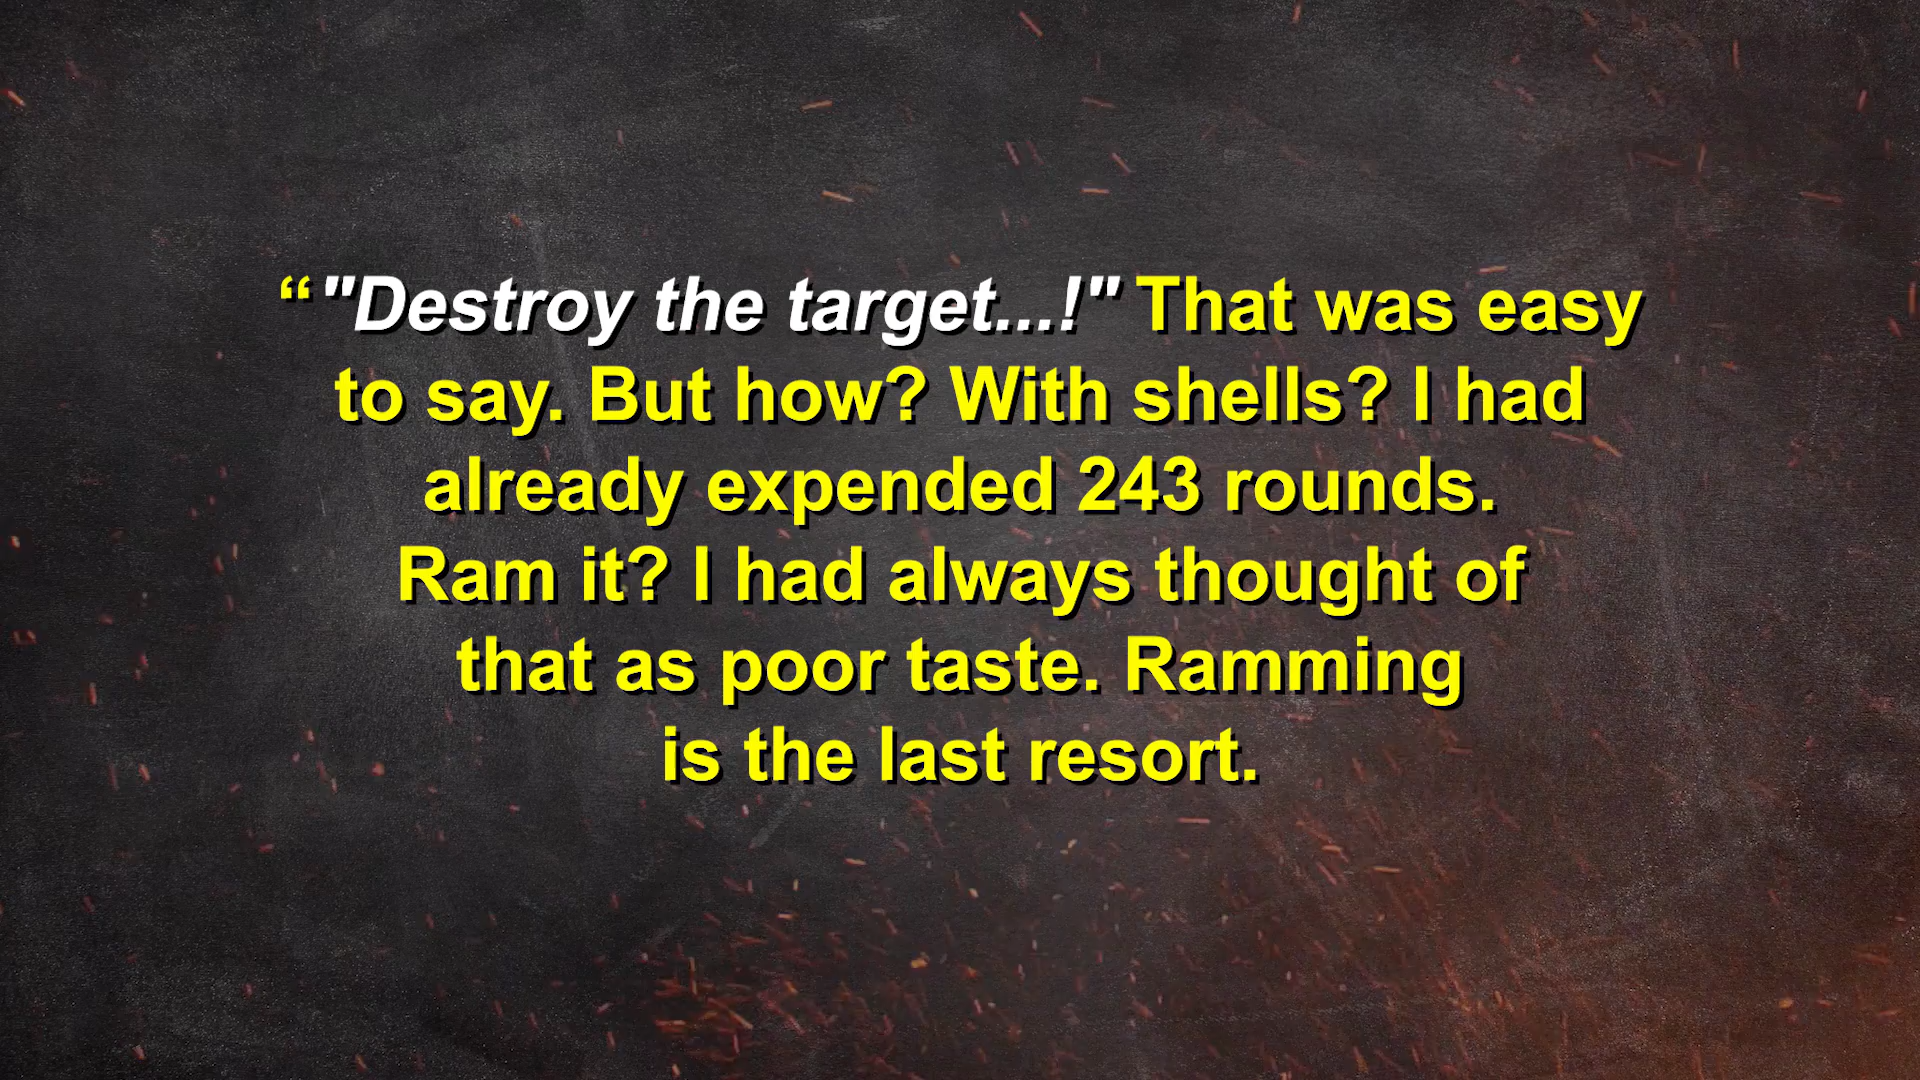 “"Destroy the target...!" That was easy
to say. But how? With shells? I had
already expended 243 rounds.
Ram it? I had always thought of
that as poor taste. Ramming
is the last resort.